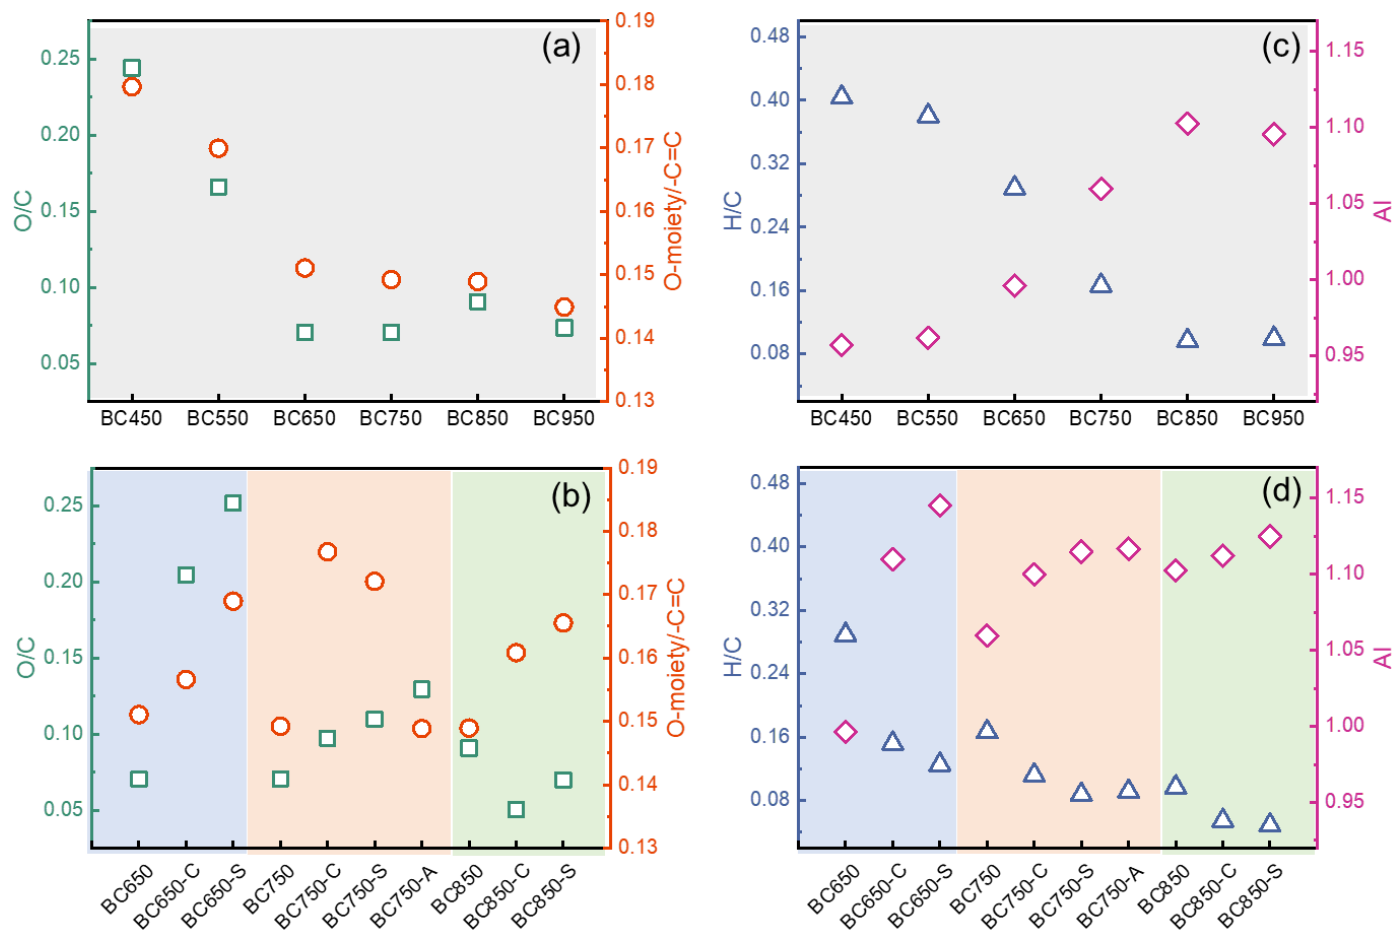 (a)
O/C
0.25
0.20
0.15
0.10
0.05
0.19
0.18
0.17
0.16
0.15
0.14
0.13
O-moiety/-C=C
BC450 BC550 BC650 BC750 BC850 BC950
(c)
H/C
0.48
0.40
0.32
0.24
0.16
0.08
1.15
1.10
1.05
1.00
0.95
AI
BC450 BC550 BC650 BC750 BC850 BC950
(b)
O/C
0.25
0.20
0.15
0.10
0.05
0.19
0.18
0.17
0.16
0.15
0.14
0.13
O-moiety/-C=C
BC650
BC650-C
BC650-S
BC750
BC750-C
BC750-S
BC750-A
BC850
BC850-C
BC850-S
(d)
H/C
0.48
0.40
0.32
0.24
0.16
0.08
1.15
1.10
1.05
1.00
0.95
AI
BC650
BC650-C
BC650-S
BC750
BC750-C
BC750-S
BC750-A
BC850
BC850-C
BC850-S